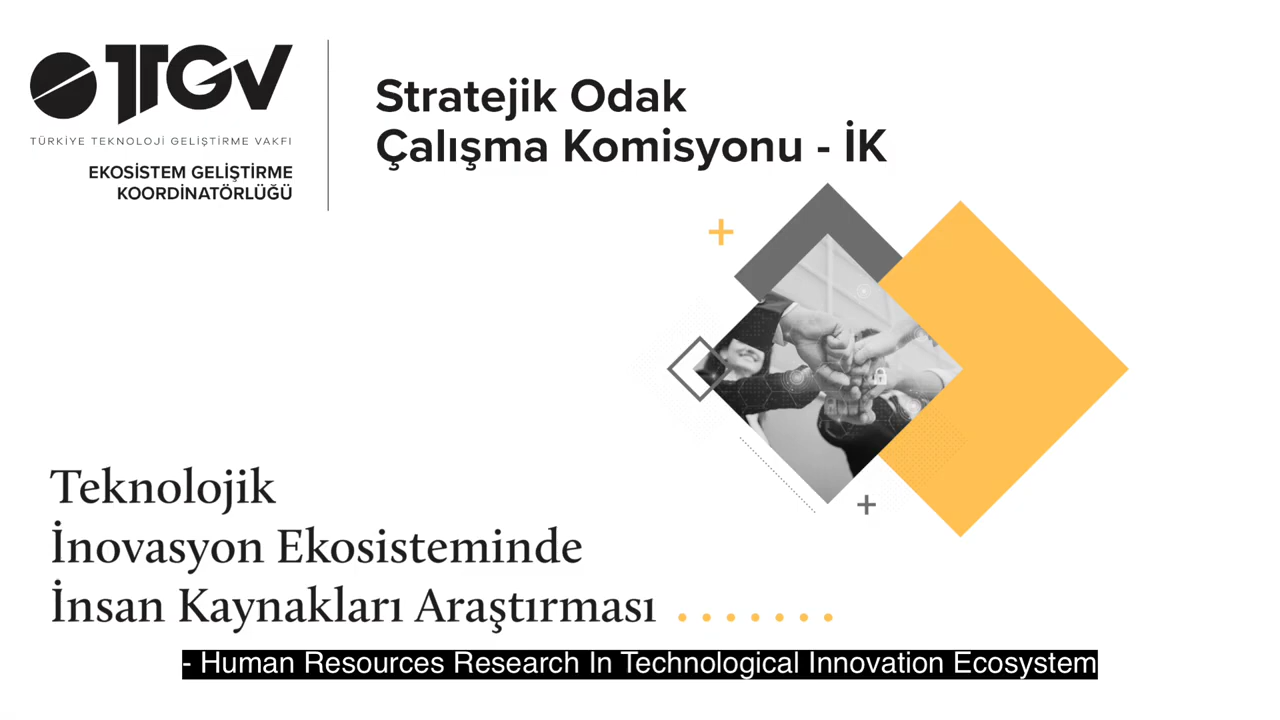 TTGV
TÜRKİYE TEKNOLOJİ GELİŞTİRME VAKFI
EKOSİSTEM GELİŞTİRME
KOORDİNATÖRLÜĞÜ
Stratejik Odak
Çalışma Komisyonu - İK
Teknolojik
İnovasyon Ekosisteminde
İnsan Kaynakları Araştırması .......
- Human Resources Research In Technological Innovation Ecosystem